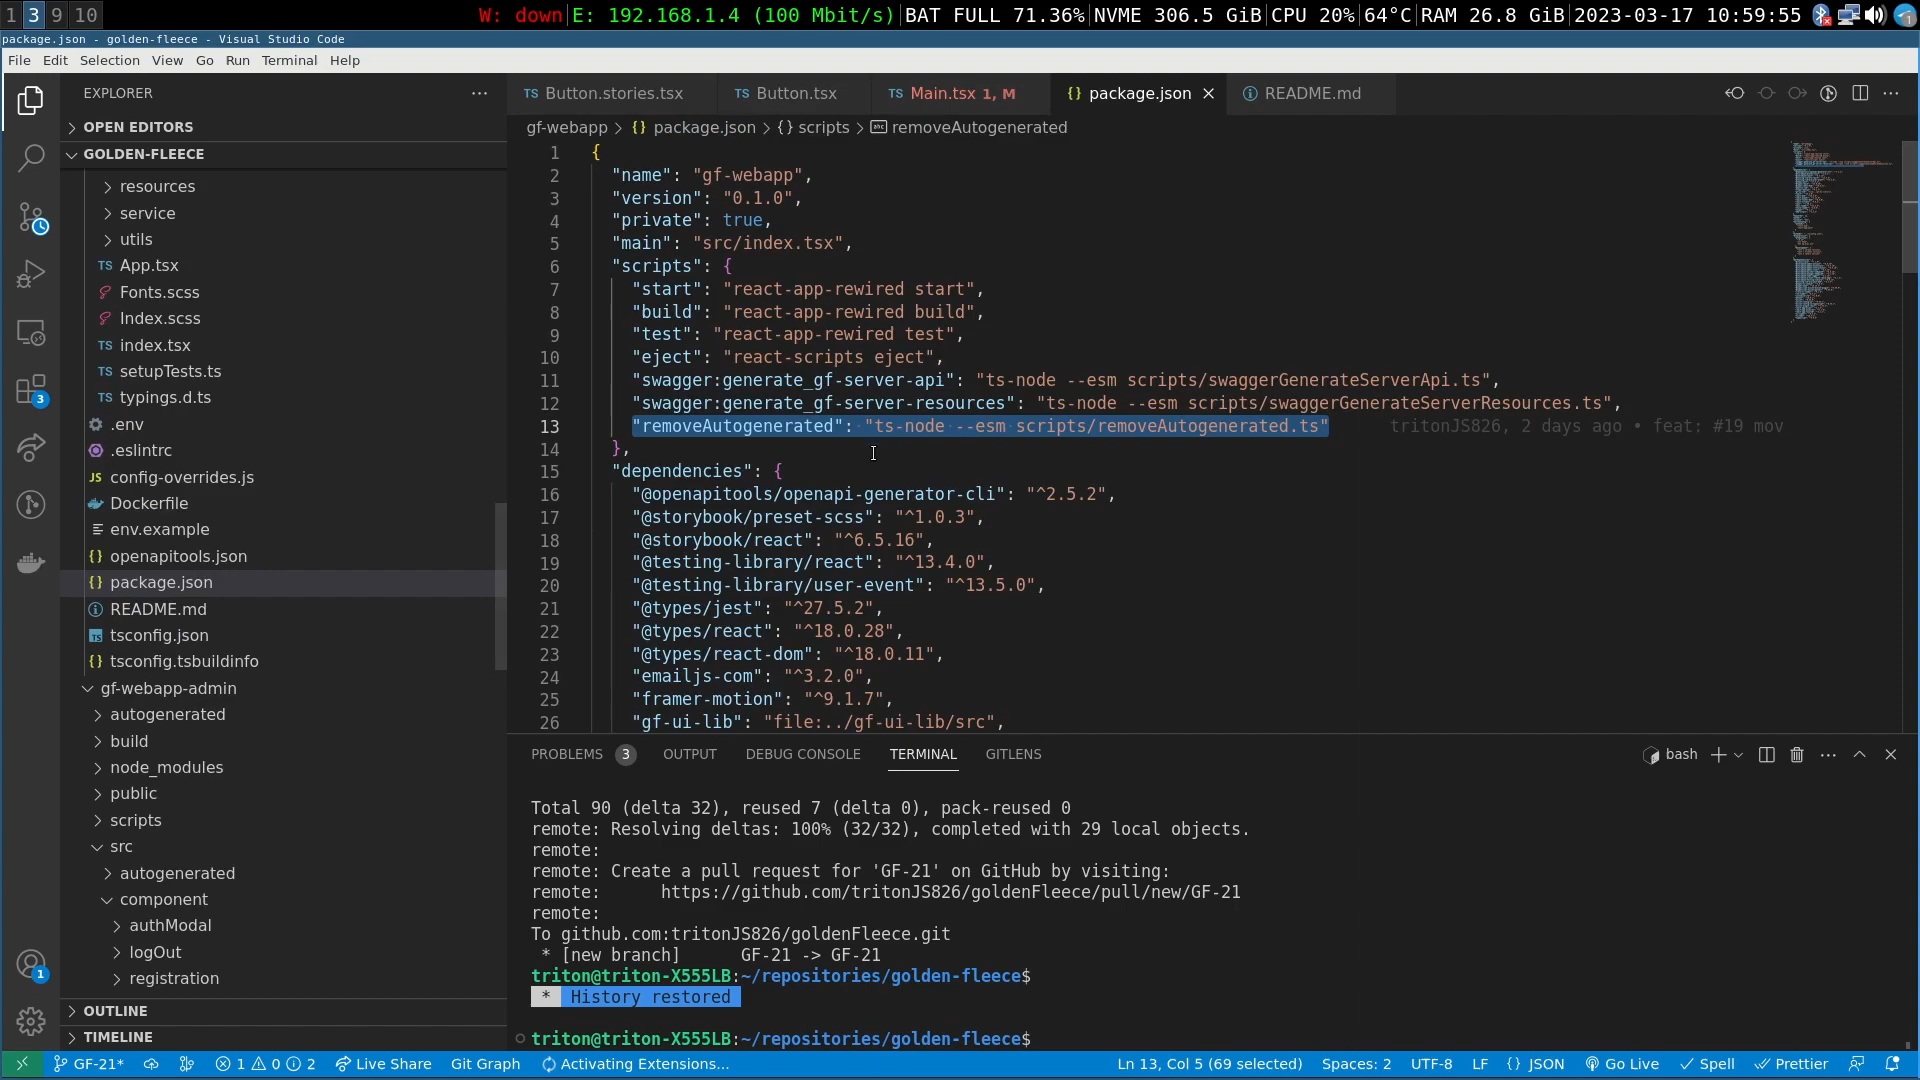 1 3 9 10 W: down|E: 192.168.1.4 (100 Mbit/s)|BAT FULL 71.36%|NVME 306.5 GiB|CPU 20%|64°C|RAM 26.8 GiB|2023-03-17 10:59:55
package.json - golden-fleece - Visual Studio Code
File Edit Selection View Go Run Terminal Help
EXPLORER
OPEN EDITORS
GOLDEN-FLEECE
resources
service
utils
TS App.tsx
Fonts.scss
Index.scss
TS index.tsx
TS setupTests.ts
TS typings.d.ts
.env
.eslintrc
JS config-overrides.js
Dockerfile
env.example
{} openapitools.json
{} package.json
README.md
TS tsconfig.json
{} tsconfig.tsbuildinfo
gf-webapp-admin
autogenerated
build
node_modules
public
scripts
src
autogenerated
component
authModal
logOut
registration
OUTLINE
TIMELINE
3
1
TS Button.stories.tsx TS Button.tsx TS Main.tsx 1, M {} package.json README.md
gf-webapp > {} package.json > {} scripts > abc removeAutogenerated
1 {
2 "name": "gf-webapp",
3 "version": "0.1.0",
4 "private": true,
5 "main": "src/index.tsx",
6 "scripts": {
7 "start": "react-app-rewired start",
8 "build": "react-app-rewired build",
9 "test": "react-app-rewired test",
10 "eject": "react-scripts eject",
11 "swagger:generate_gf-server-api": "ts-node --esm scripts/swaggerGenerateServerApi.ts",
12 "swagger:generate_gf-server-resources": "ts-node --esm scripts/swaggerGenerateServerResources.ts",
13 "removeAutogenerated": "ts-node --esm scripts/removeAutogenerated.ts" tritonJS826, 2 days ago • feat: #19 mov
14 },
15 "dependencies": {
16 "@openapitools/openapi-generator-cli": "^2.5.2",
17 "@storybook/preset-scss": "^1.0.3",
18 "@storybook/react": "^6.5.16",
19 "@testing-library/react": "^13.4.0",
20 "@testing-library/user-event": "^13.5.0",
21 "@types/jest": "^27.5.2",
22 "@types/react": "^18.0.28",
23 "@types/react-dom": "^18.0.11",
24 "emailjs-com": "^3.2.0",
25 "framer-motion": "^9.1.7",
26 "gf-ui-lib": "file:../gf-ui-lib/src",
PROBLEMS 3 OUTPUT DEBUG CONSOLE TERMINAL GITLENS bash
Total 90 (delta 32), reused 7 (delta 0), pack-reused 0
remote: Resolving deltas: 100% (32/32), completed with 29 local objects.
remote:
remote: Create a pull request for 'GF-21' on GitHub by visiting:
remote: https://github.com/tritonJS826/goldenFleece/pull/new/GF-21
remote:
To github.com:tritonJS826/goldenFleece.git
* [new branch] GF-21 -> GF-21
triton@triton-X555LB:~/repositories/golden-fleece$
* History restored
triton@triton-X555LB:~/repositories/golden-fleece$
GF-21* 1 0 2 Live Share Git Graph Activating Extensions... Ln 13, Col 5 (69 selected) Spaces: 2 UTF-8 LF {} JSON Go Live Spell Prettier